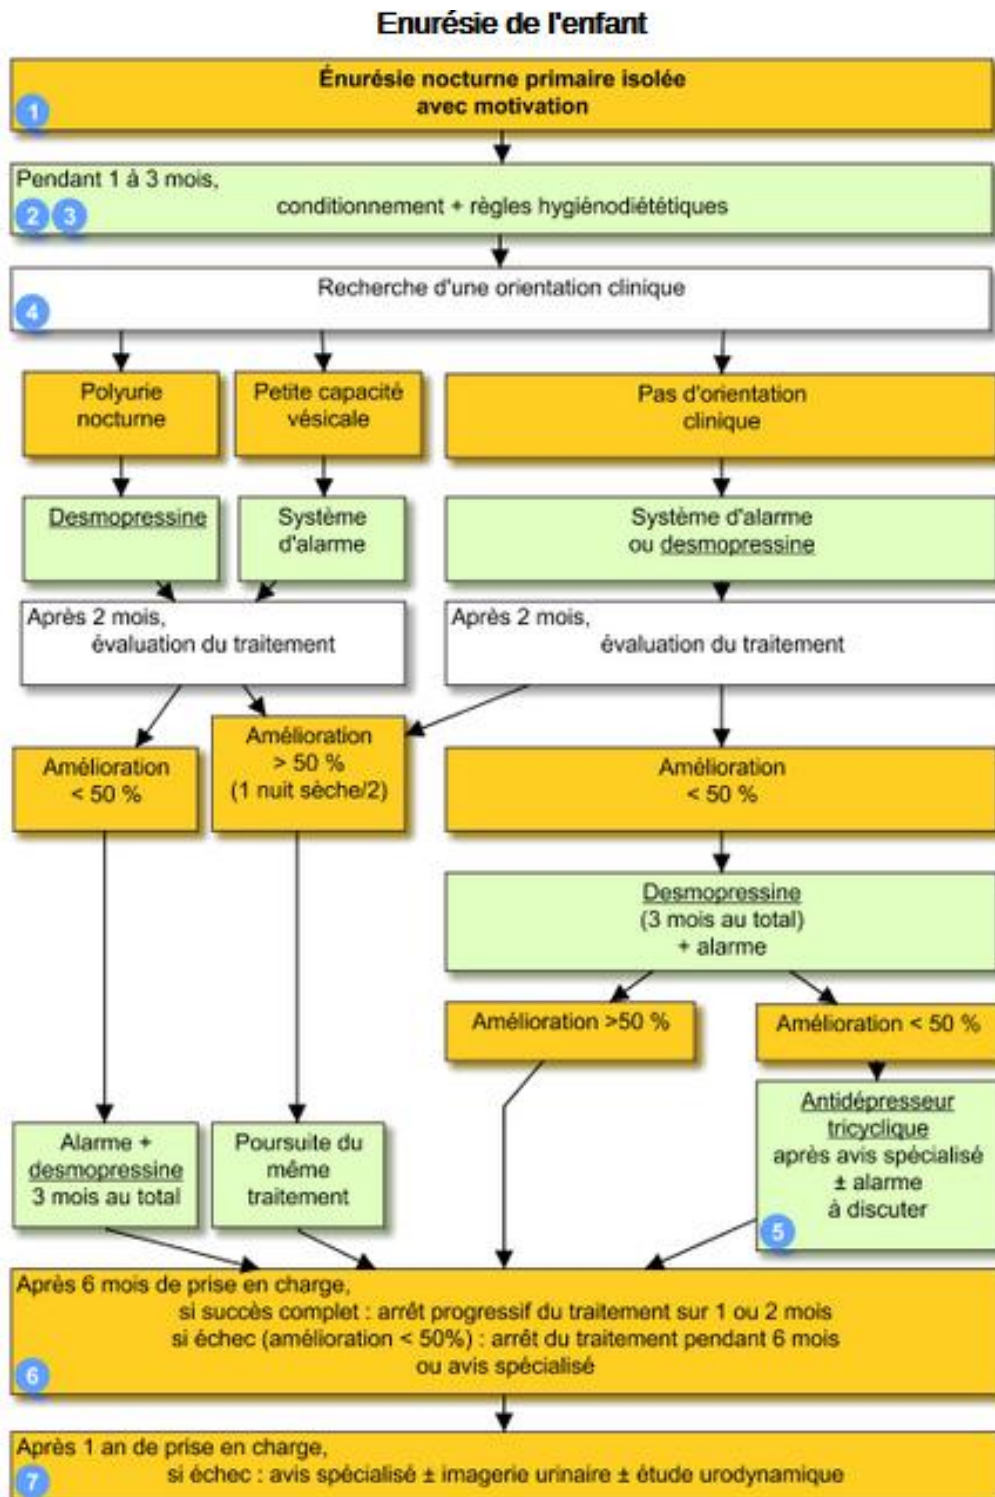 Enurésie de l'enfant
Énurésie nocturne primaire isolée
avec motivation
1
Pendant 1 à 3 mois,
conditionnement + règles hygiénodiététiques
2 3
Recherche d'une orientation clinique
4
Polyurie
nocturne
Petite capacité
vésicale
Pas d'orientation
clinique
Desmopressine
Système
d'alarme
Système d'alarme
ou desmopressine
Après 2 mois,
évaluation du traitement
Après 2 mois,
évaluation du traitement
Amélioration
< 50 %
Amélioration
> 50 %
(1 nuit sèche/2)
Amélioration
< 50 %
Desmopressine
(3 mois au total)
+ alarme
Amélioration >50 %
Amélioration < 50 %
Alarme +
desmopressine
3 mois au total
Poursuite du
même
traitement
Antidépresseur
tricyclique
après avis spécialisé
± alarme
à discuter
5
Après 6 mois de prise en charge,
si succès complet : arrêt progressif du traitement sur 1 ou 2 mois
si échec (amélioration < 50%) : arrêt du traitement pendant 6 mois
ou avis spécialisé
6
Après 1 an de prise en charge,
si échec : avis spécialisé ± imagerie urinaire ± étude urodynamique
7